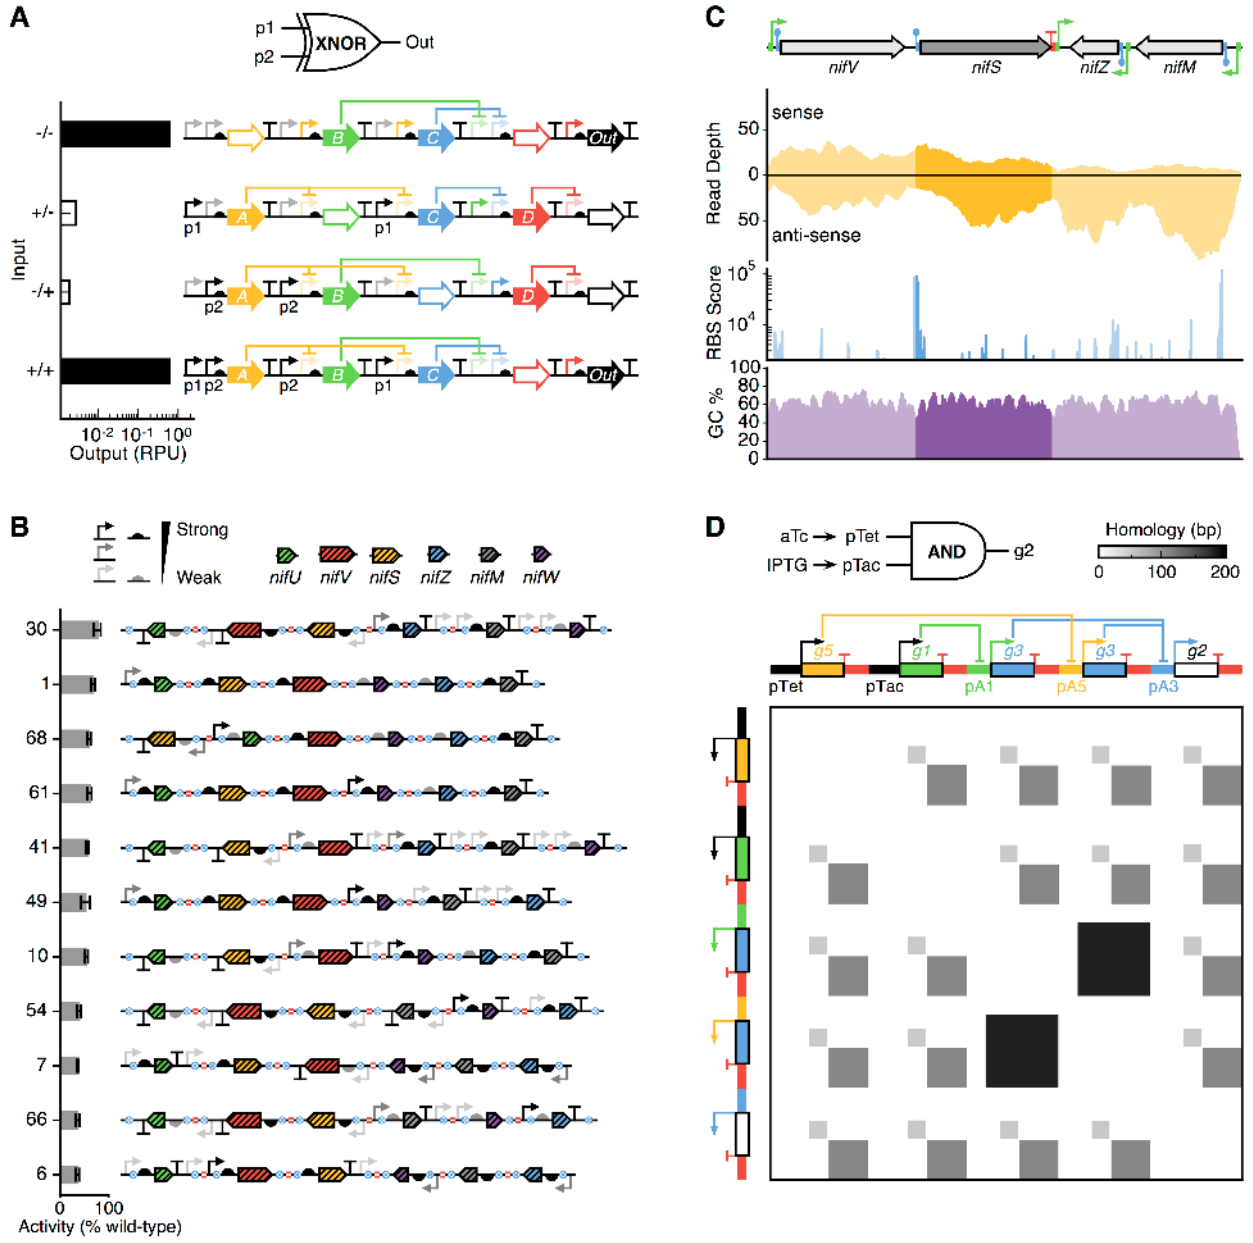 A
p1
p2
XNOR
Out
Input
-/-
B
C
Out
+/-
A
C
D
p1
p1
-/+
A
B
D
p2
p2
+/+
A
B
C
Out
p1 p2
p2
p1
10-2 10-1 100
Output (RPU)
B
Strong
Weak
nifU nifV nifS nifZ nifM nifW
30
1
68
61
41
49
10
54
7
66
6
0 100
Activity (% wild-type)
C
nifV nifS nifZ nifM
sense
Read Depth
50
0
50
anti-sense
RBS Score
105
104
GC %
100
80
60
40
20
0
D
aTc pTet
IPTG pTac
AND
g2
Homology (bp)
0 100 200
g5 g1 g3 g3 g2
pTet pTac pA1 pA5 pA3